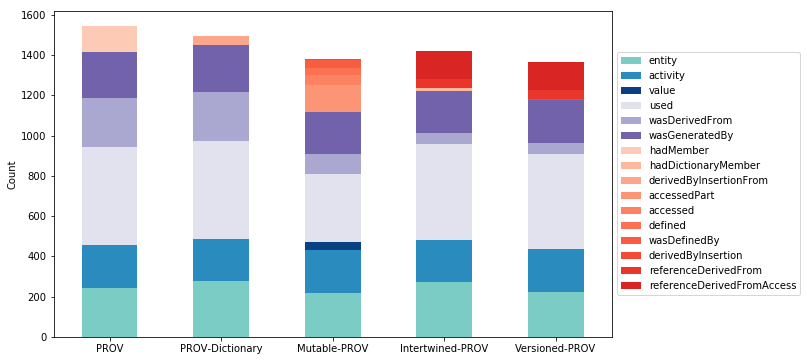 1600
1400
1200
1000
800
600
400
200
0
Count
PROV
PROV-Dictionary
Mutable-PROV
Intertwined-PROV
Versioned-PROV
entity
activity
value
used
wasDerivedFrom
wasGeneratedBy
hadMember
hadDictionaryMember
derivedByInsertionFrom
accessedPart
accessed
defined
wasDefinedBy
derivedByInsertion
referenceDerivedFrom
referenceDerivedFromAccess